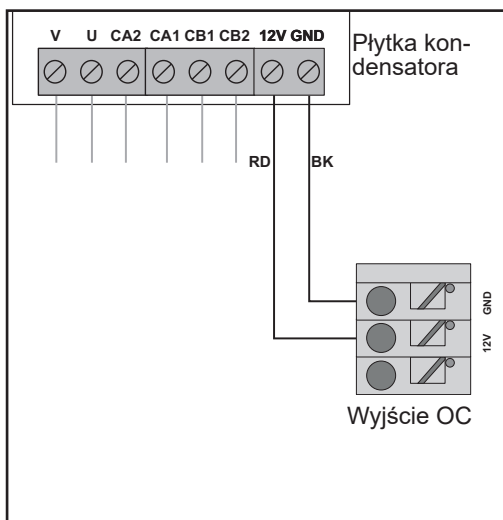 V U CA2 CA1 CB1 CB2 12V GND
Płytka kon-
densatora
RD BK
GND
12V
Wyjście OC